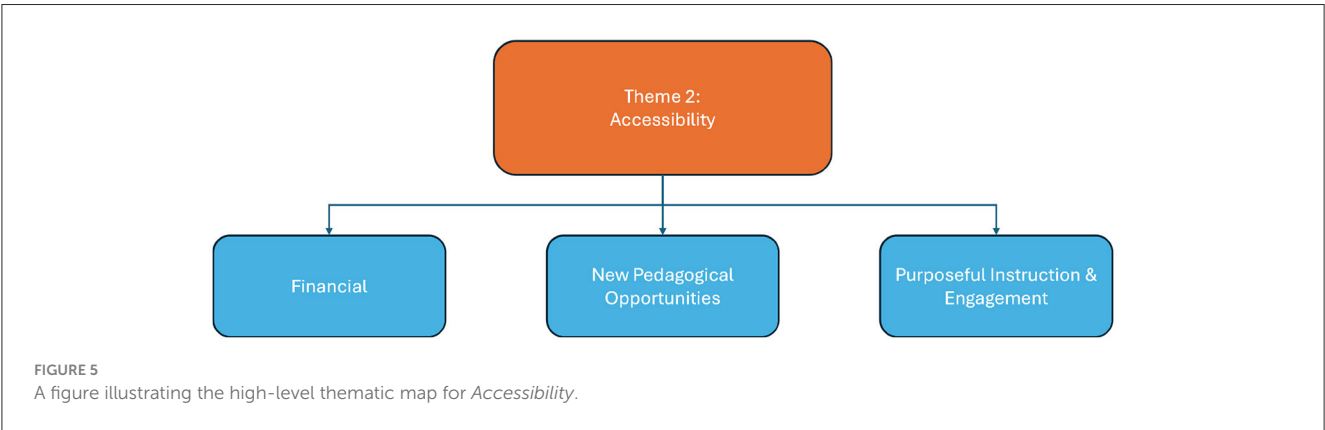 Theme 2:
Accessibility
Financial
New Pedagogical
Opportunities
Purposeful Instruction &
Engagement
FIGURE 5
A figure illustrating the high-level thematic map for Accessibility.